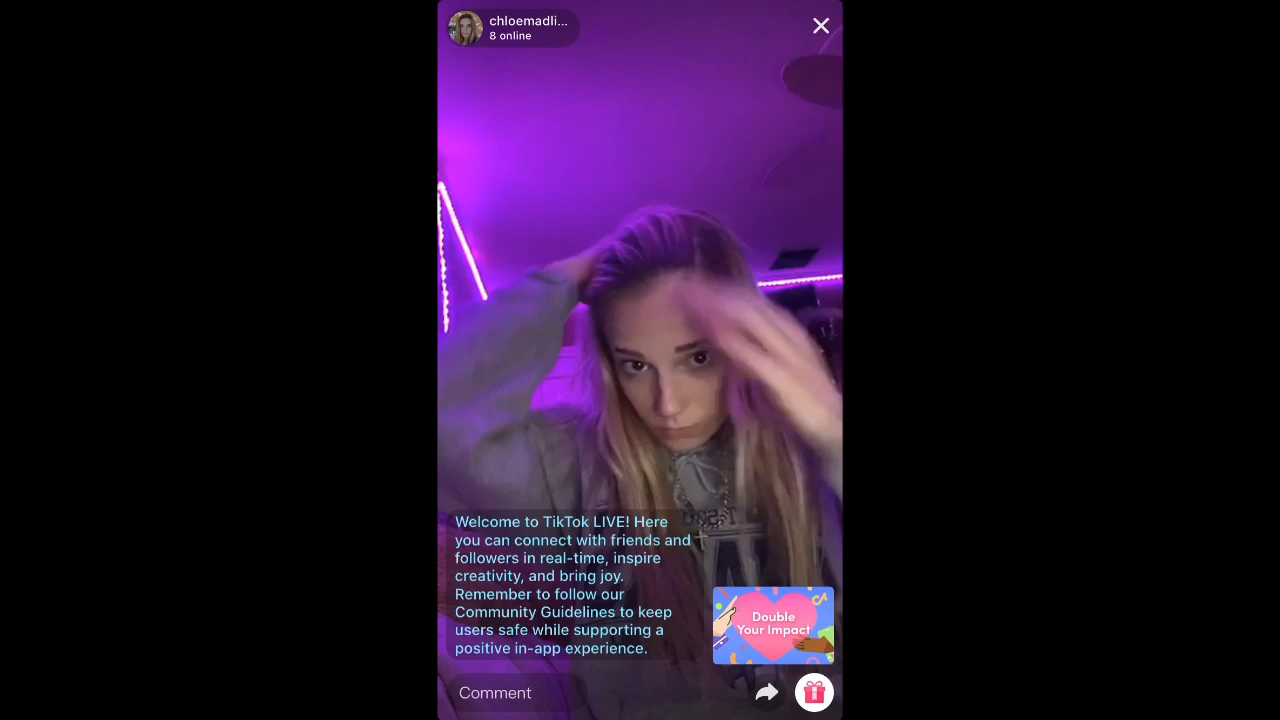 chloemadli...
8 online
Welcome to TikTok LIVE! Here
you can connect with friends and
followers in real-time, inspire
creativity, and bring joy.
Remember to follow our
Community Guidelines to keep
users safe while supporting a
positive in-app experience.
Double
Your Impact
Comment